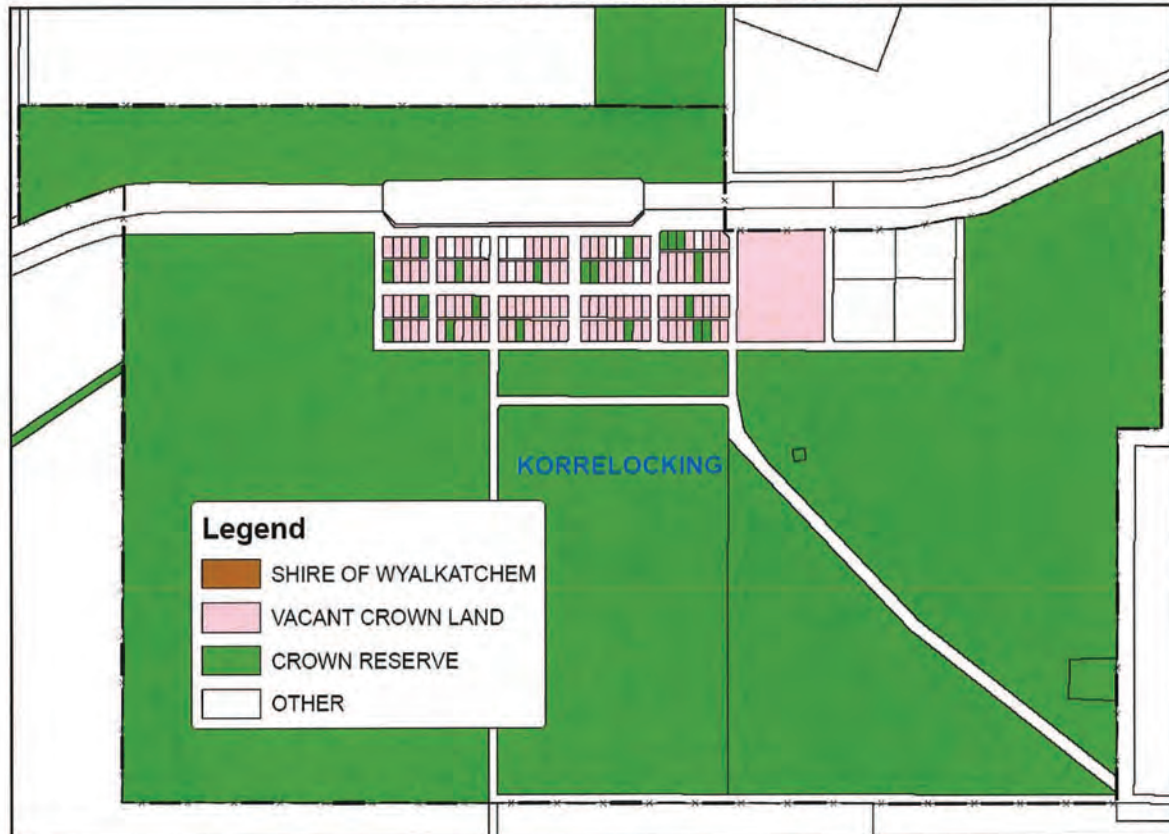 KORRELOCKING
Legend
SHIRE OF WYALKATCHEM
VACANT CROWN LAND
CROWN RESERVE
OTHER